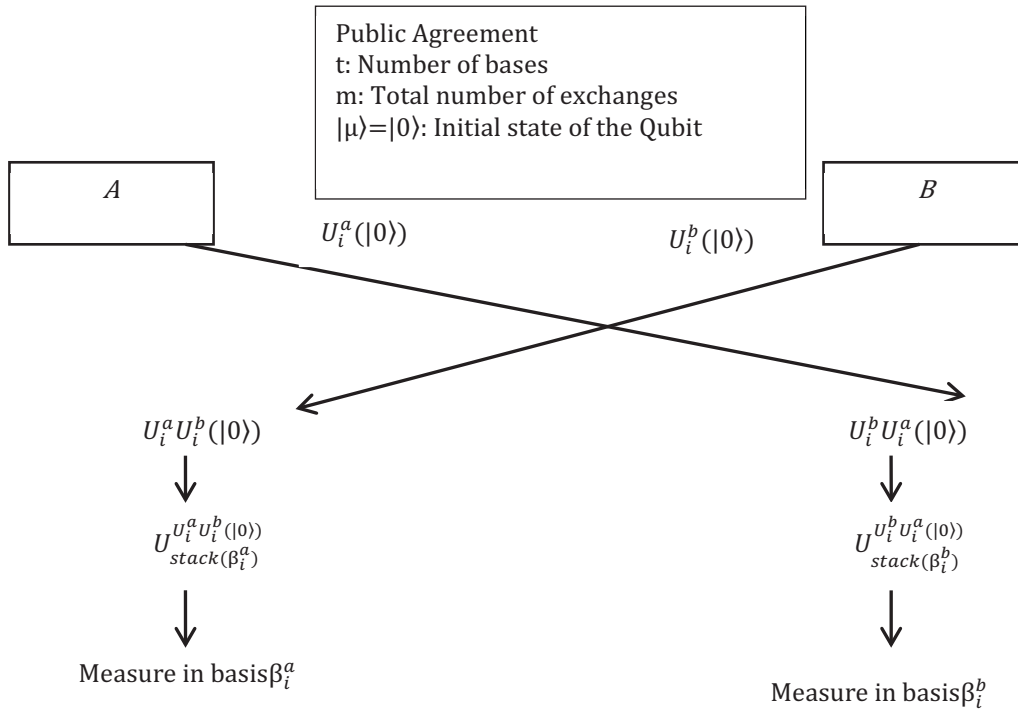 Public Agreement
t: Number of bases
m: Total number of exchanges
|μ⟩=|0⟩: Initial state of the Qubit
A
B
U_i^a(|0⟩)
U_i^b(|0⟩)
U_i^a U_i^b(|0⟩)
U_i^b U_i^a(|0⟩)
U_{stack(β_i^a)}^{U_i^a U_i^b(|0⟩)}
U_{stack(β_i^b)}^{U_i^b U_i^a(|0⟩)}
Measure in basisβ_i^a
Measure in basisβ_i^b